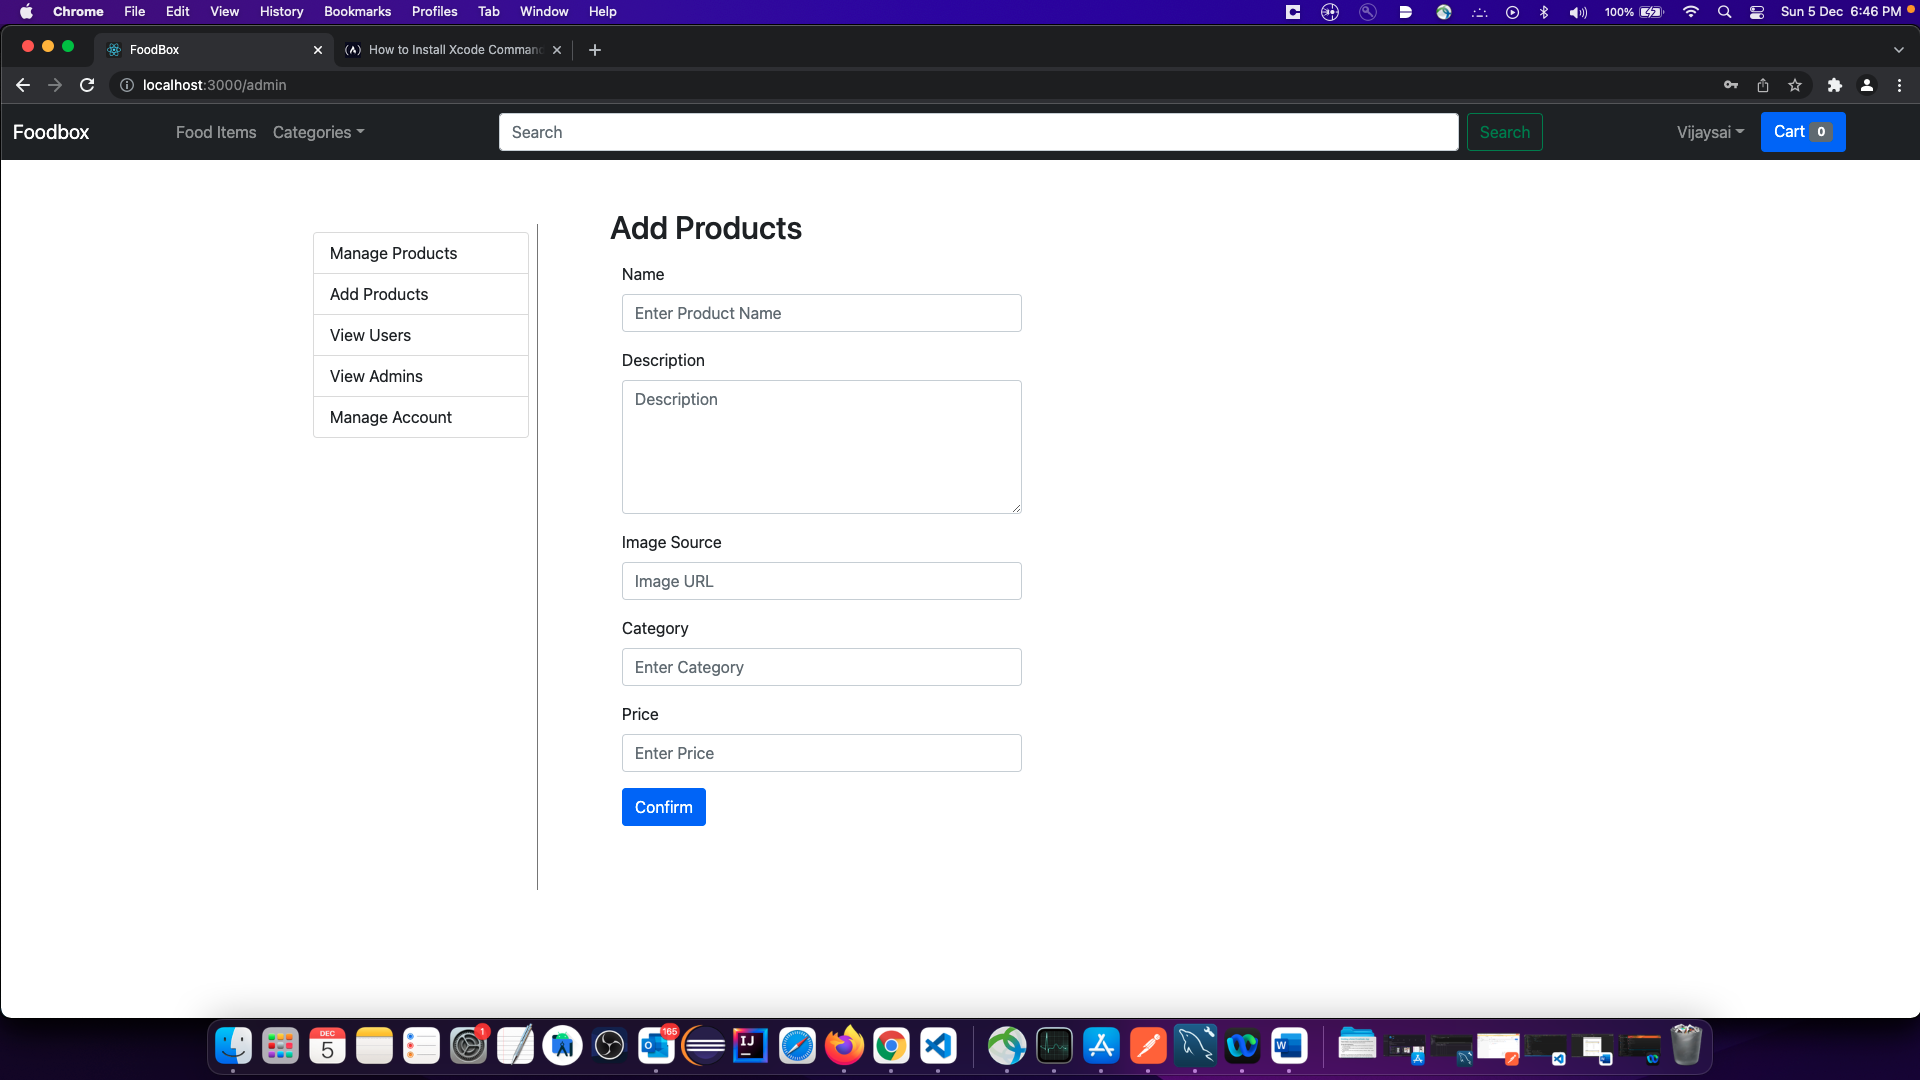 Chrome File Edit View History Bookmarks Profiles Tab Window Help 100% Sun 5 Dec 6:46 PM
FoodBox How to Install Xcode Comman
localhost:3000/admin
Foodbox Food Items Categories Search Search Vijaysai Cart 0
Manage Products
Add Products
View Users
View Admins
Manage Account
Add Products
Name
Enter Product Name
Description
Description
Image Source
Image URL
Category
Enter Category
Price
Enter Price
Confirm
DEC
5
1
165
IJ
W